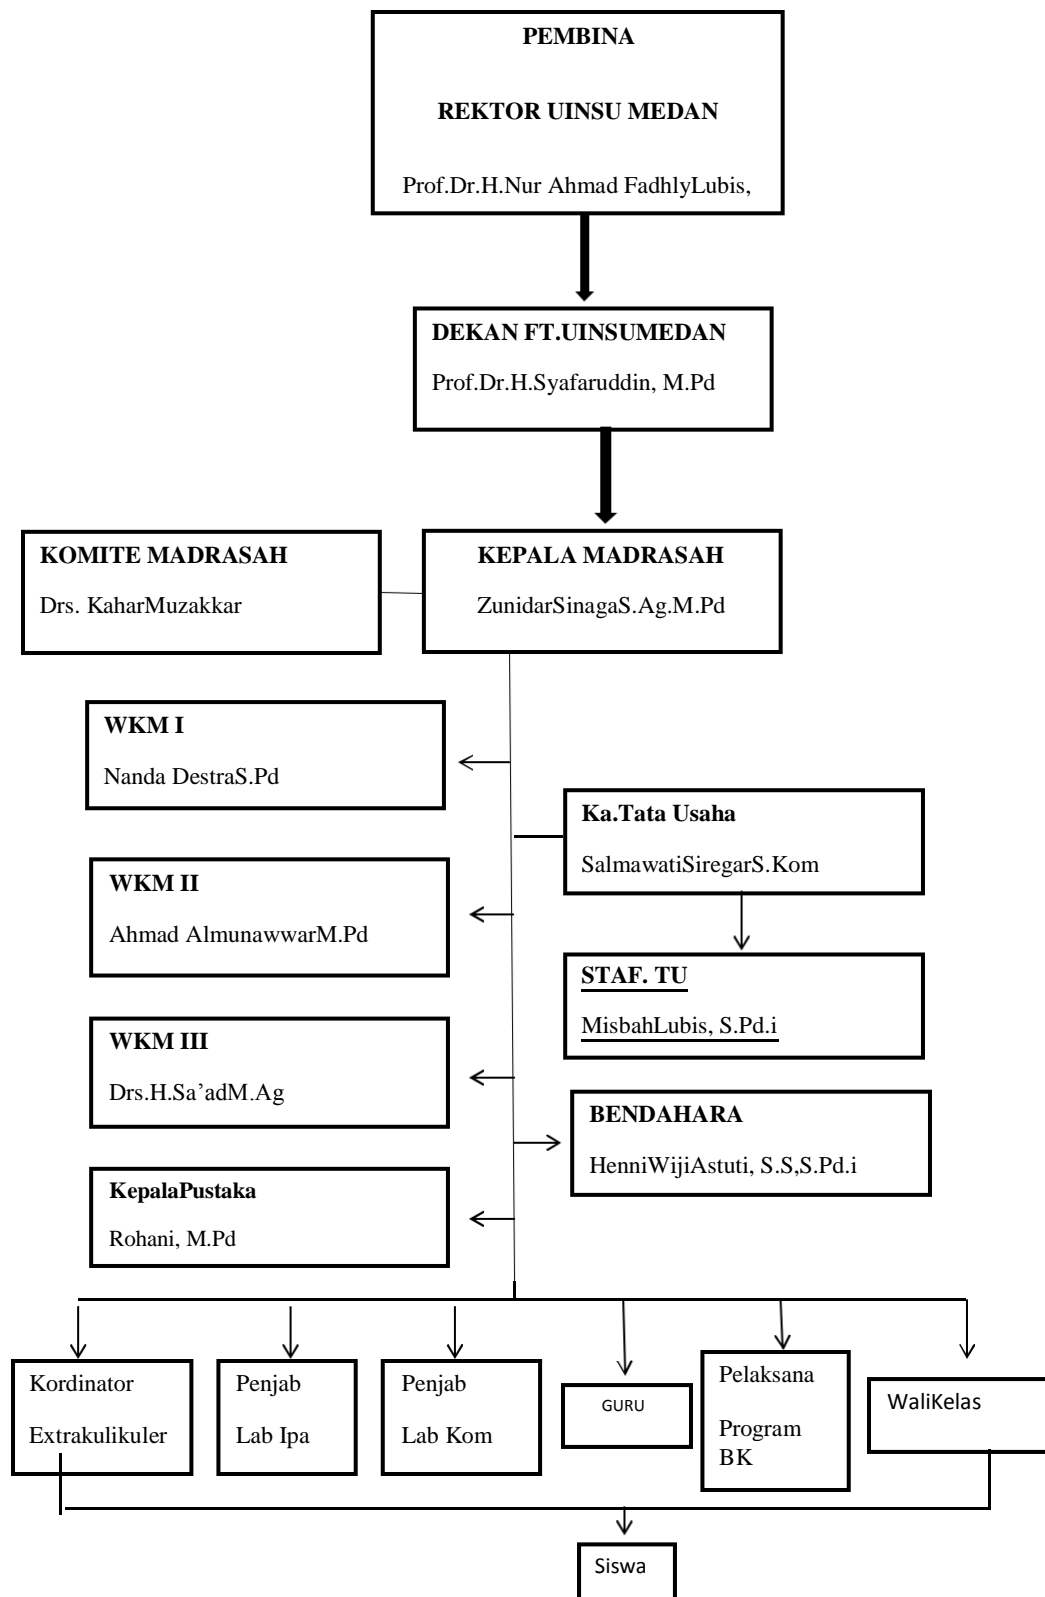 PEMBINA
REKTOR UINSU MEDAN
Prof.Dr.H.Nur Ahmad FadhlyLubis,
DEKAN FT.UINSUMEDAN
Prof.Dr.H.Syafaruddin, M.Pd
KOMITE MADRASAH
Drs. KaharMuzakkar
KEPALA MADRASAH
ZunidarSinagaS.Ag.M.Pd
WKM I
Nanda DestraS.Pd
Ka.Tata Usaha
SalmawatiSiregarS.Kom
WKM II
Ahmad AlmunawwarM.Pd
STAF. TU
MisbahLubis, S.Pd.i
WKM III
Drs.H.Sa’adM.Ag
BENDAHARA
HenniWijiAstuti, S.S,S.Pd.i
KepalaPustaka
Rohani, M.Pd
Kordinator
Extrakulikuler
Penjab
Lab Ipa
Penjab
Lab Kom
GURU
Pelaksana
Program
BK
WaliKelas
Siswa